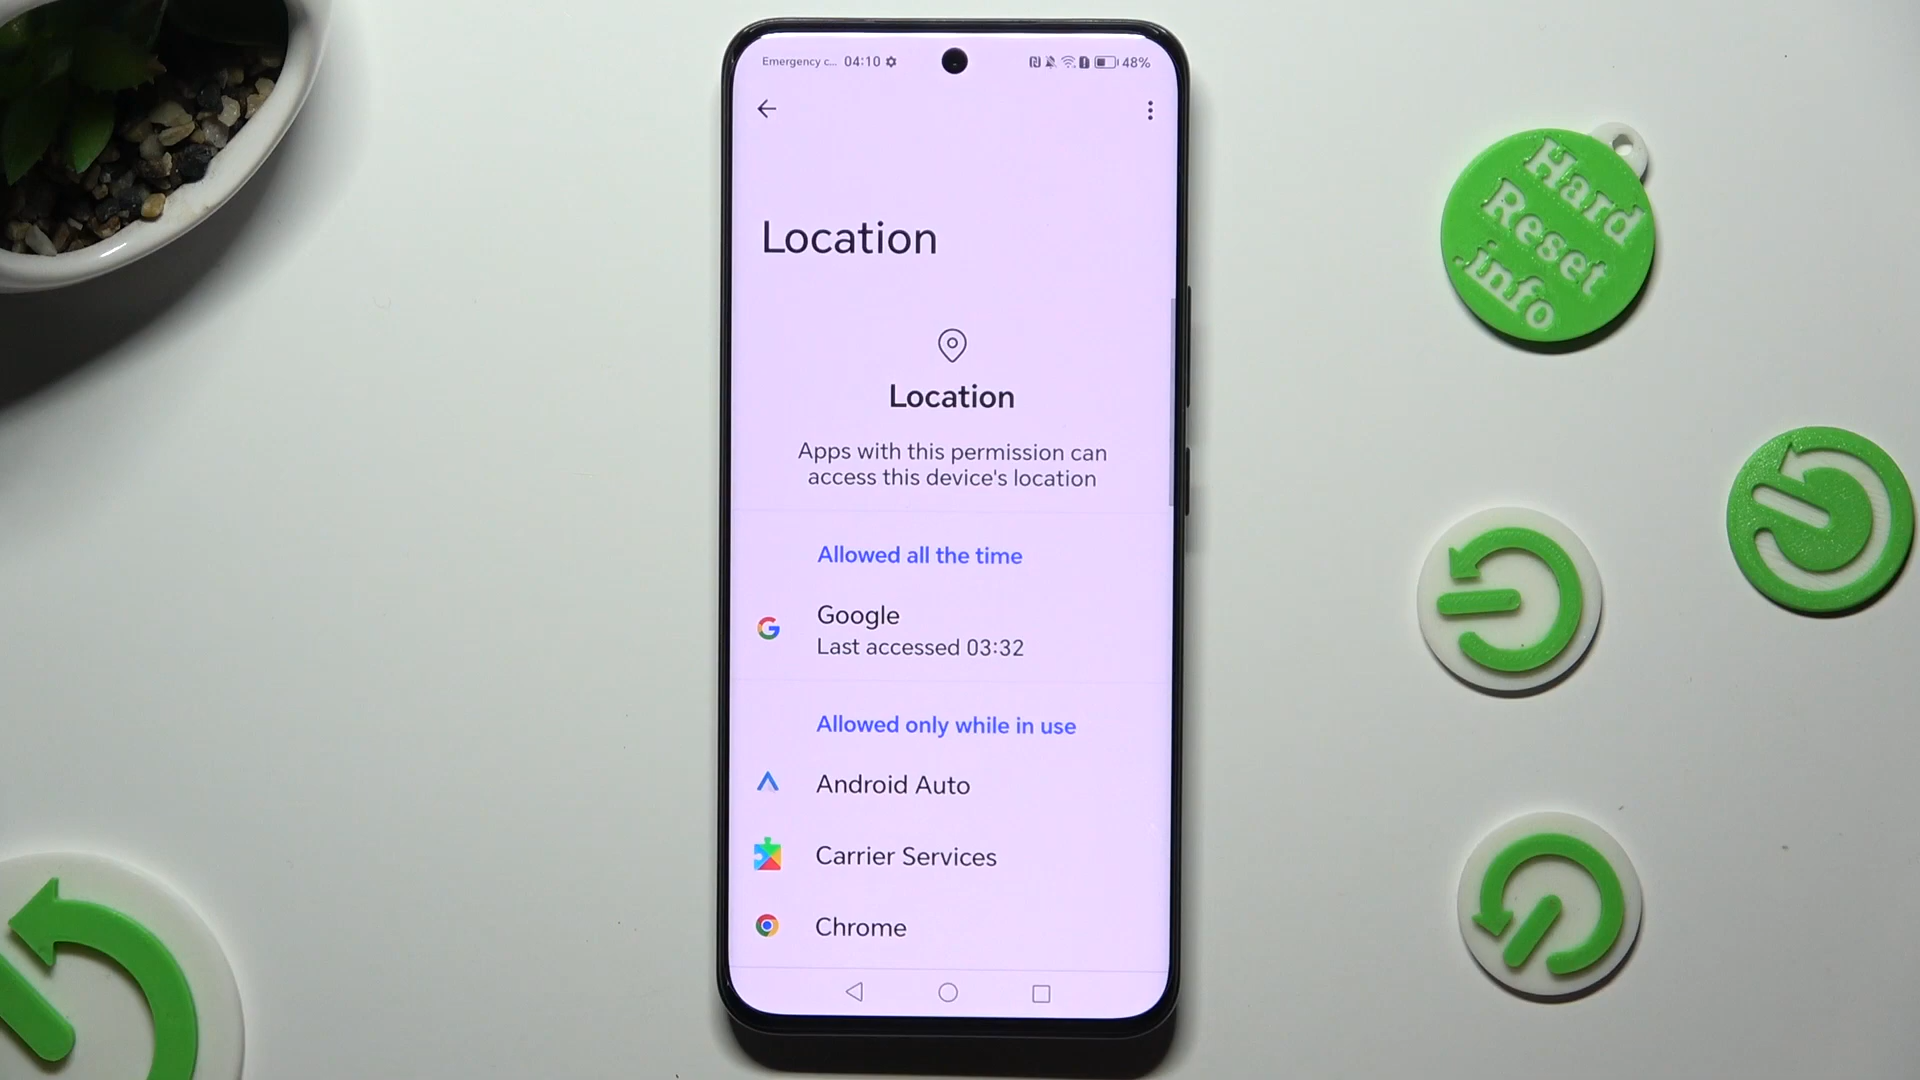 Emergency c... 04:10 48%
Location
Location
Apps with this permission can
access this device's location
Allowed all the time
Google
Last accessed 03:32
Allowed only while in use
Android Auto
Carrier Services
Chrome
Hard
Reset
.info